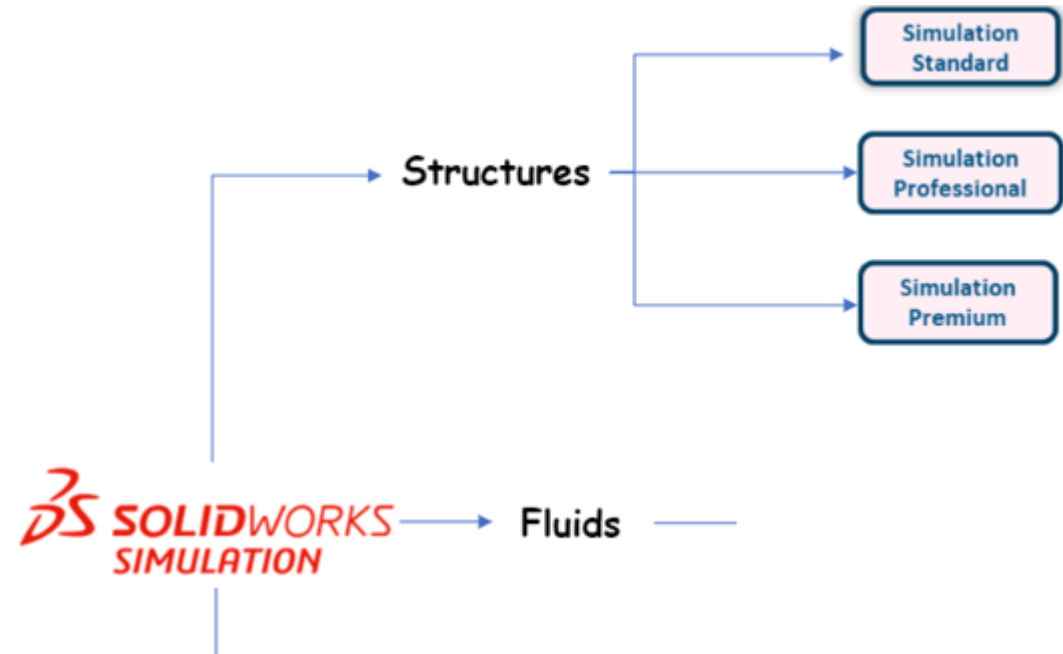 Simulation
Standard
Structures
Simulation
Professional
Simulation
Premium
SOLIDWORKS
SIMULATION
Fluids